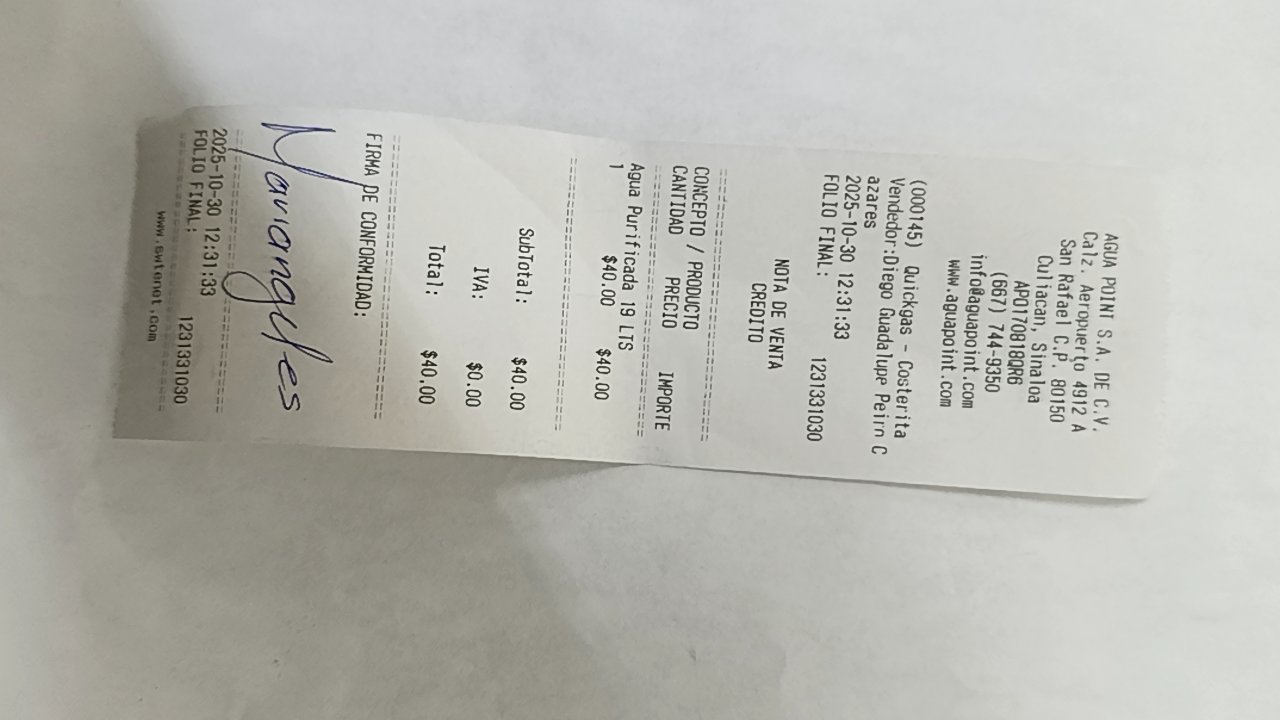 AGUA POINT S.A. DE C.V.
Calz. Aeropuerto 4912 A
San Rafael C.P. 80150
Culiacan, Sinaloa
APO170818QR6
(667) 744-9350
info@aguapoint.com
www.aguapoint.com
(000145) Quickgas - Costerita
Vendedor:Diego Guadalupe Peirn C
azares
2025-10-30 12:31:33
FOLIO FINAL: 1231331030
NOTA DE VENTA
CREDITO
CONCEPTO / PRODUCTO
CANTIDAD PRECIO IMPORTE
Agua Purificada 19 LTS
1 $40.00 $40.00
SubTotal: $40.00
IVA: $0.00
Total: $40.00
FIRMA DE CONFORMIDAD:
Mariangeles
2025-10-30 12:31:33
FOLIO FINAL: 1231331030
www.swtenet.com